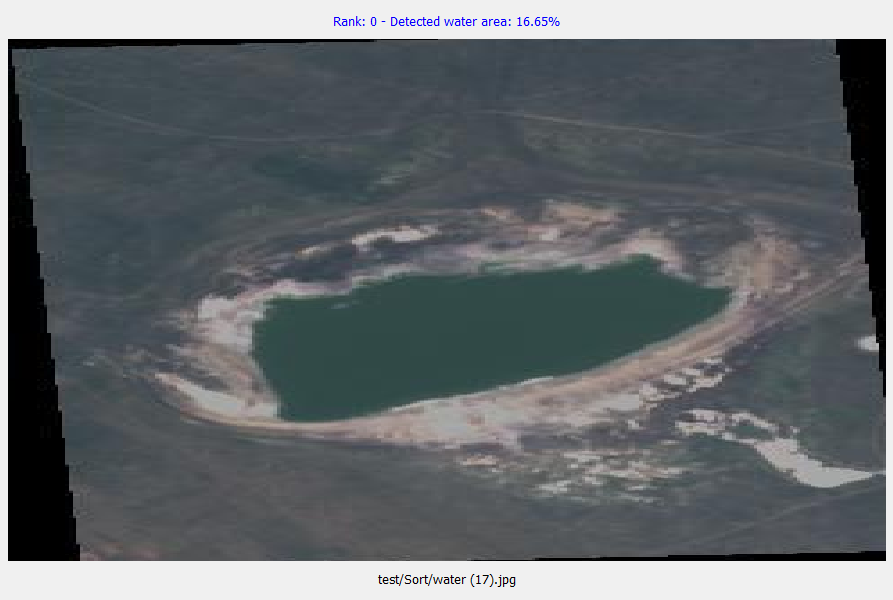 Rank: 0 - Detected water area: 16.65%
test/Sort/water (17).jpg